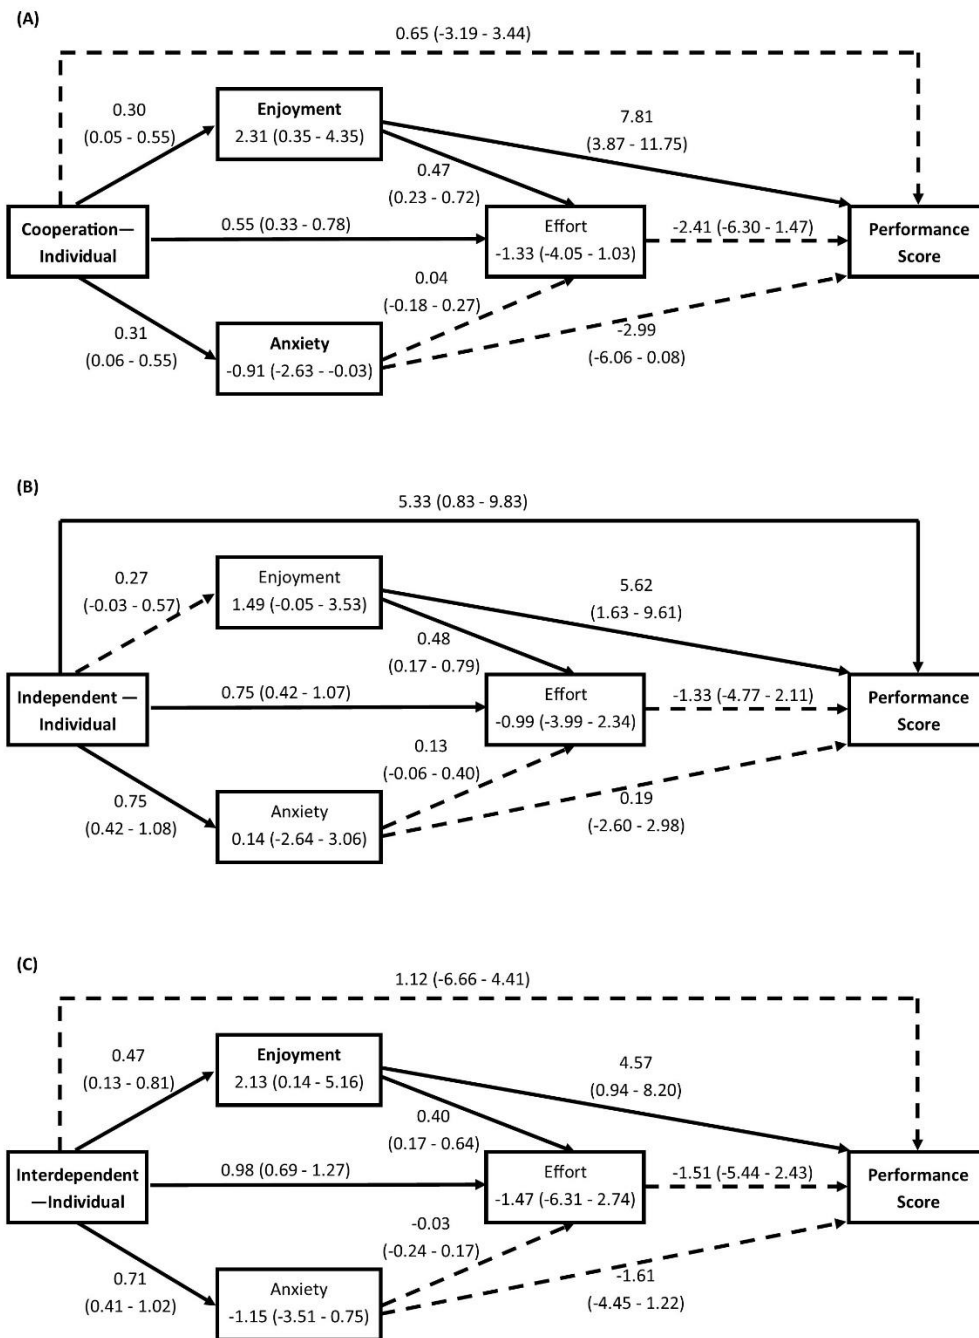 (A)
0.65 (-3.19 - 3.44)
0.30
(0.05 - 0.55)
Enjoyment
2.31 (0.35 - 4.35)
7.81
(3.87 - 11.75)
0.47
(0.23 - 0.72)
Cooperation—
Individual
0.55 (0.33 - 0.78)
Effort
-1.33 (-4.05 - 1.03)
-2.41 (-6.30 - 1.47)
Performance
Score
0.04
(-0.18 - 0.27)
0.31
(0.06 - 0.55)
Anxiety
-0.91 (-2.63 - -0.03)
-2.99
(-6.06 - 0.08)
(B)
5.33 (0.83 - 9.83)
0.27
(-0.03 - 0.57)
Enjoyment
1.49 (-0.05 - 3.53)
5.62
(1.63 - 9.61)
0.48
(0.17 - 0.79)
Independent —
Individual
0.75 (0.42 - 1.07)
Effort
-0.99 (-3.99 - 2.34)
-1.33 (-4.77 - 2.11)
Performance
Score
0.13
(-0.06 - 0.40)
0.75
(0.42 - 1.08)
Anxiety
0.14 (-2.64 - 3.06)
0.19
(-2.60 - 2.98)
(C)
1.12 (-6.66 - 4.41)
0.47
(0.13 - 0.81)
Enjoyment
2.13 (0.14 - 5.16)
4.57
(0.94 - 8.20)
0.40
(0.17 - 0.64)
Interdependent
—Individual
0.98 (0.69 - 1.27)
Effort
-1.47 (-6.31 - 2.74)
-1.51 (-5.44 - 2.43)
Performance
Score
-0.03
(-0.24 - 0.17)
0.71
(0.41 - 1.02)
Anxiety
-1.15 (-3.51 - 0.75)
-1.61
(-4.45 - 1.22)